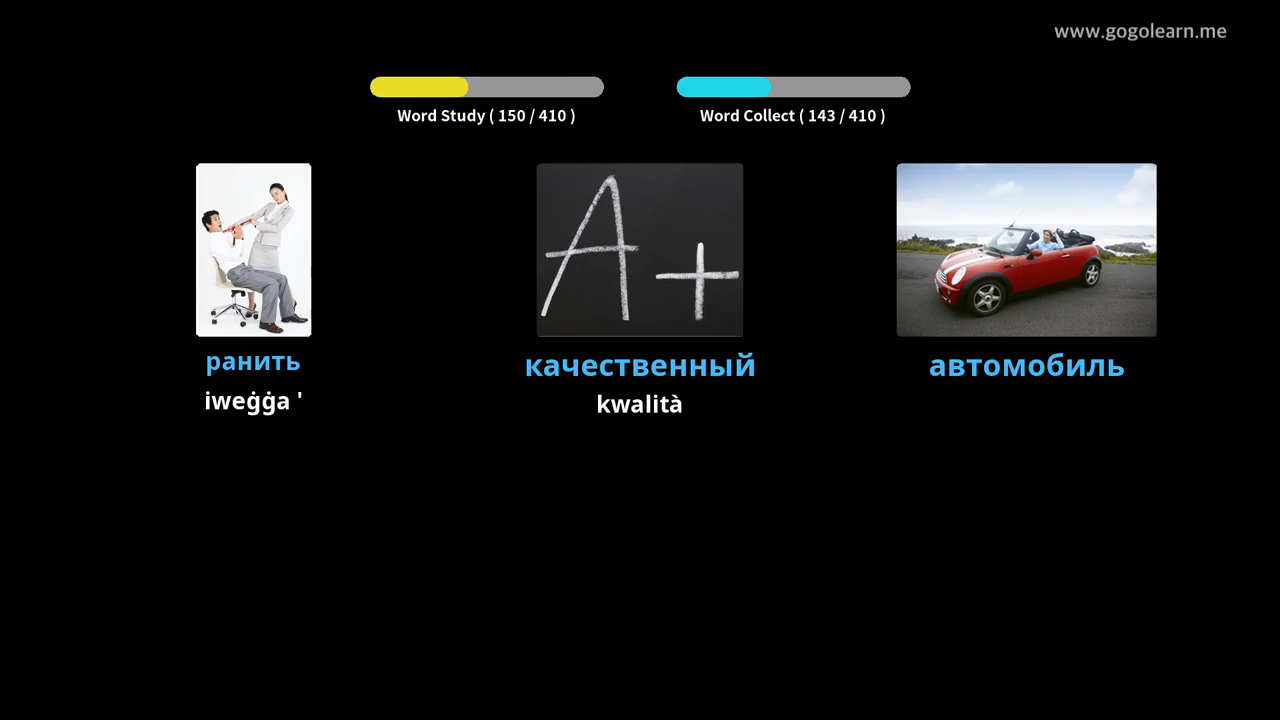 www.gogolearn.me
Word Study ( 150 / 410 )
Word Collect ( 143 / 410 )
A+
ранить
iweġġa '
качественный
kwalità
автомобиль